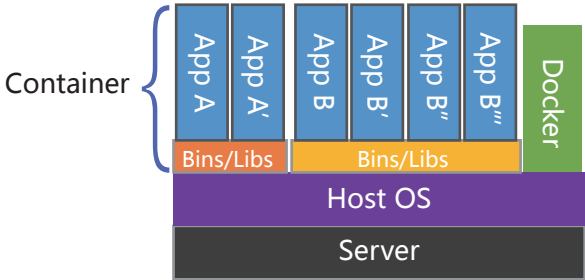 Container
App A
App A′
App B
App B′
App B″
App B‴
Docker
Bins/Libs
Bins/Libs
Host OS
Server